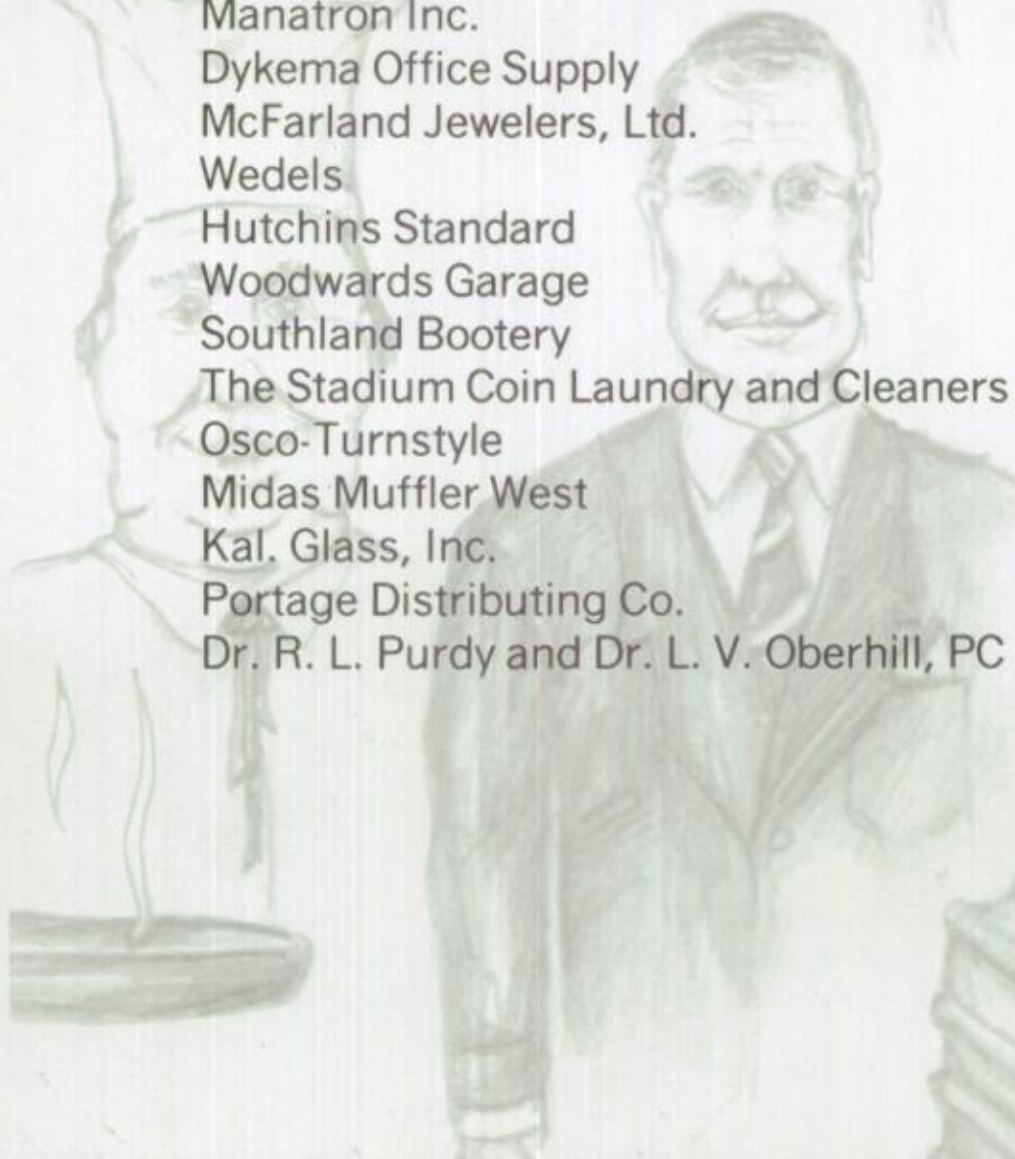 Manatron Inc.
Dykema Office Supply
McFarland Jewelers, Ltd.
Wedels
Hutchins Standard
Woodwards Garage
Southland Bootery
The Stadium Coin Laundry and Cleaners
Osco-Turnstyle
Midas Muffler West
Kal. Glass, Inc.
Portage Distributing Co.
Dr. R. L. Purdy and Dr. L. V. Oberhill, PC